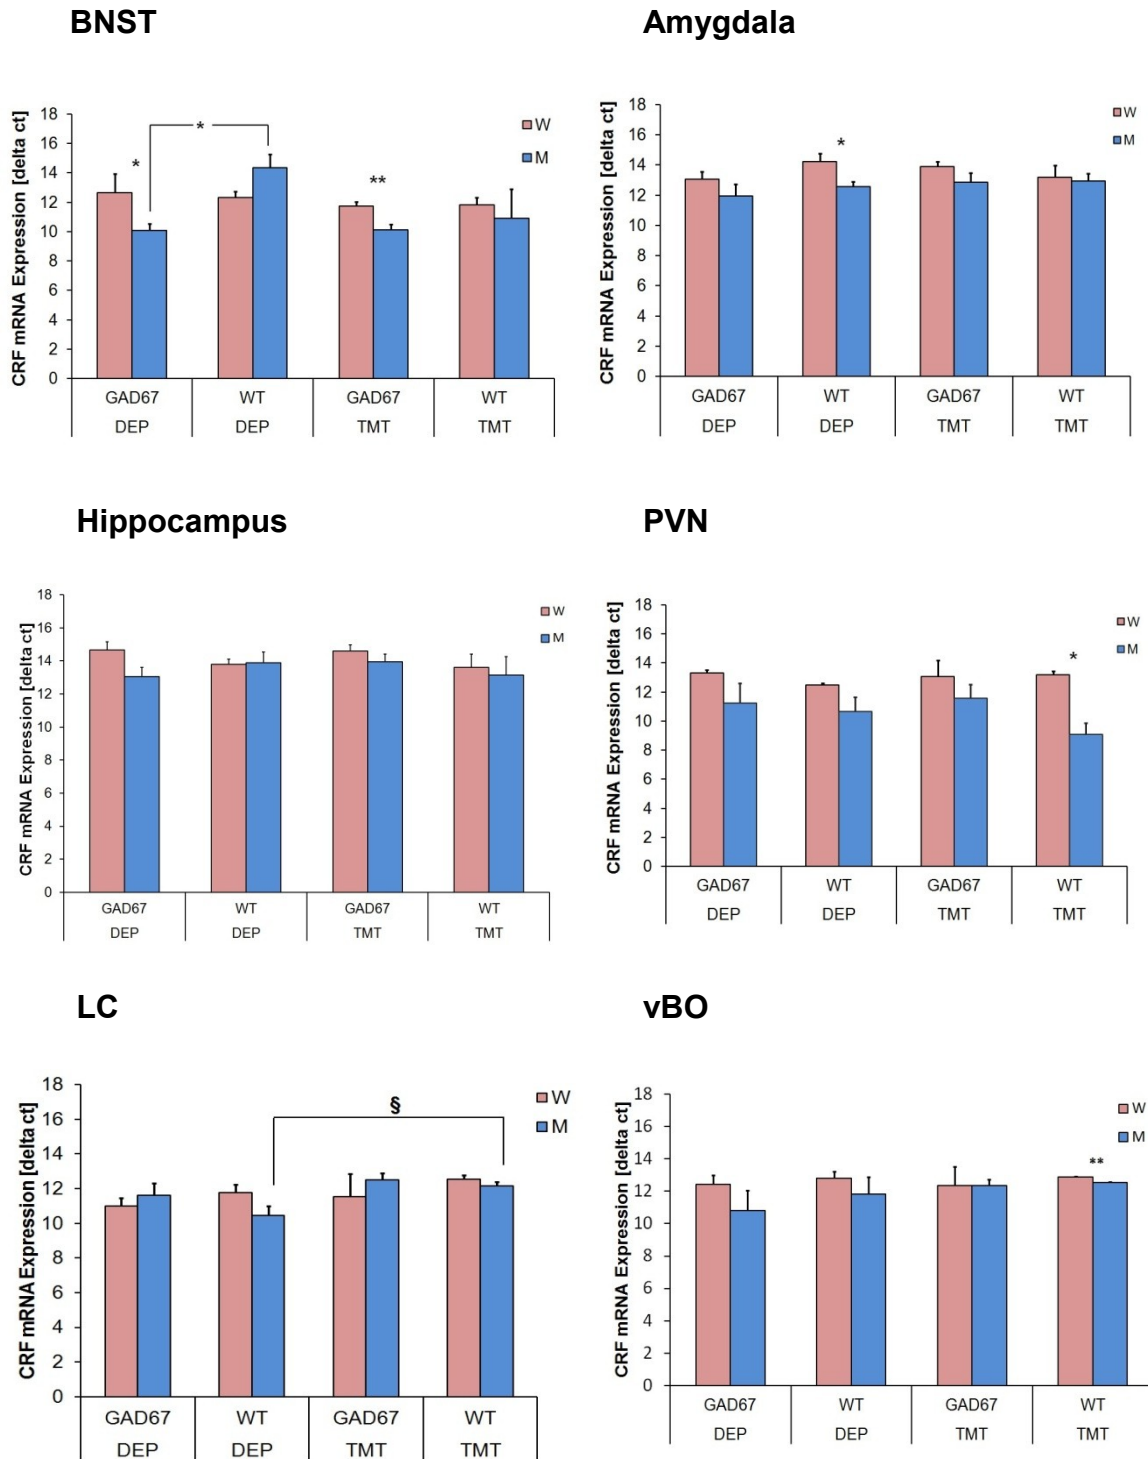 BNST
CRF mRNA Expression [delta ct]
18
16
14
12
10
8
6
4
2
0
*
*
**
W
M
GAD67 WT GAD67 WT
DEP DEP TMT TMT
Amygdala
CRF mRNA Expression [delta ct]
18
16
14
12
10
8
6
4
2
0
*
W
M
GAD67 WT GAD67 WT
DEP DEP TMT TMT
Hippocampus
CRF mRNA Expression [delta ct]
18
16
14
12
10
8
6
4
2
0
W
M
GAD67 WT GAD67 WT
DEP DEP TMT TMT
PVN
CRF mRNA Expression [delta ct]
18
16
14
12
10
8
6
4
2
0
*
W
M
GAD67 WT GAD67 WT
DEP DEP TMT TMT
LC
CRF mRNA Expression [delta ct]
18
16
14
12
10
8
6
4
2
0
§
W
M
GAD67 WT GAD67 WT
DEP DEP TMT TMT
vBO
CRF mRNA Expression [delta ct]
18
16
14
12
10
8
6
4
2
0
**
W
M
GAD67 WT GAD67 WT
DEP DEP TMT TMT